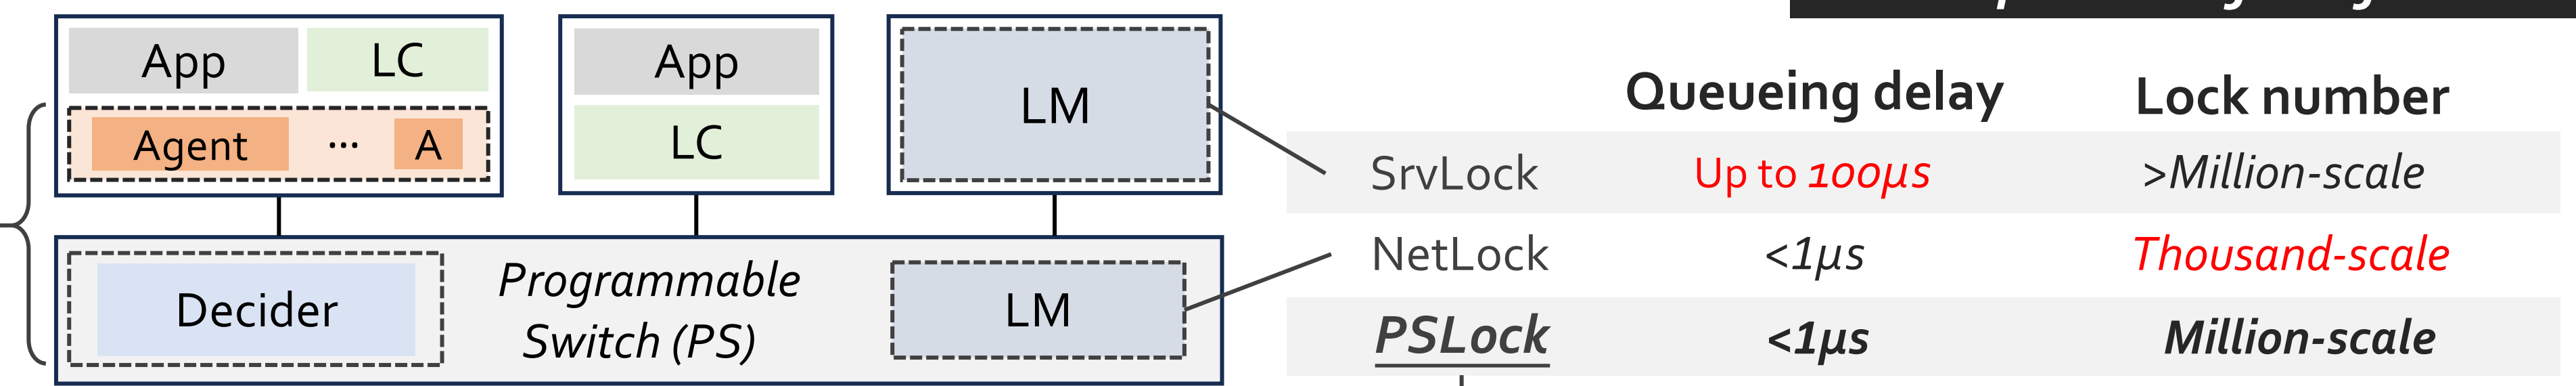 App LC
Agent ... A
App
LC
LM
Decider
Programmable
Switch (PS)
LM
Queueing delay Lock number
SrvLock Up to 100μs >Million-scale
NetLock <1μs Thousand-scale
PSLock <1μs Million-scale